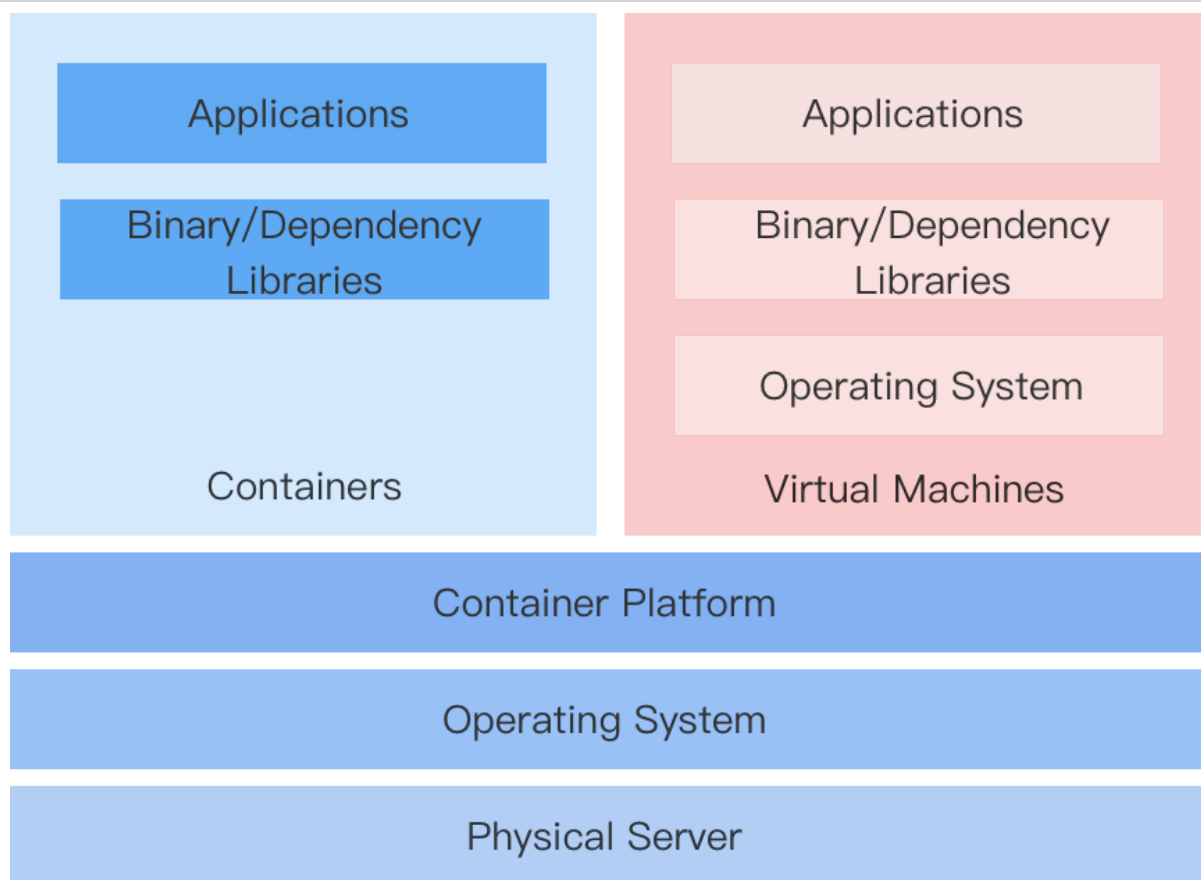 Applications
Binary/Dependency
Libraries
Containers
Applications
Binary/Dependency
Libraries
Operating System
Virtual Machines
Container Platform
Operating System
Physical Server